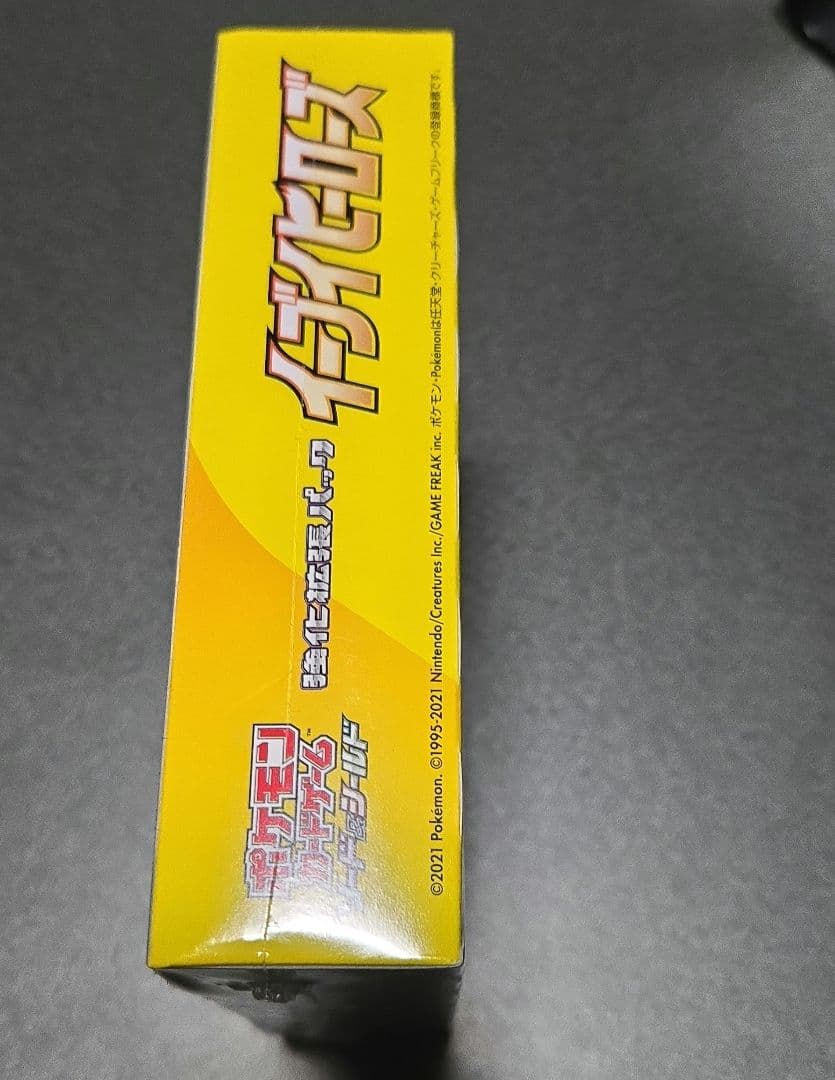 ポケモン
カードゲーム™
ソード&シールド
強化拡張パック
イーブイヒーローズ
©2021 Pokémon. ©1995-2021 Nintendo/Creatures Inc./GAME FREAK inc. ポケモン・Pokémonは任天堂・クリーチャーズ・ゲームフリークの登録商標です。